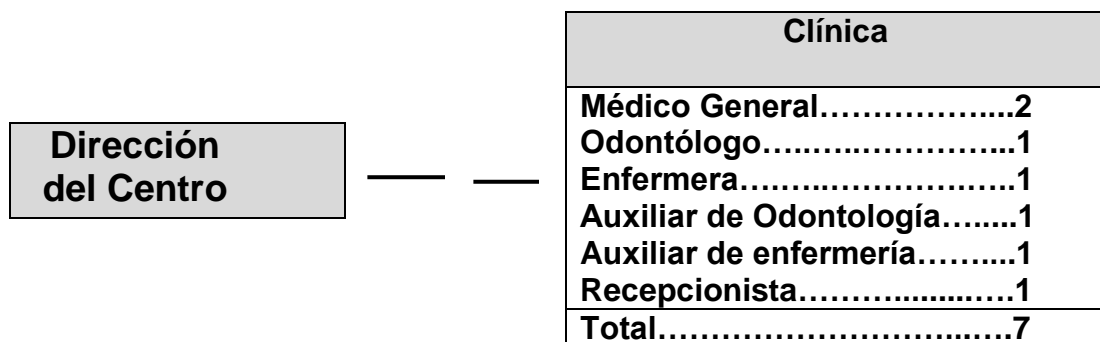 Clínica
Dirección
del Centro
Médico General……………....2
Odontólogo…..…..…………...1
Enfermera….…..………….…..1
Auxiliar de Odontología….....1
Auxiliar de enfermería……....1
Recepcionista……….........….1
Total………………………...….7